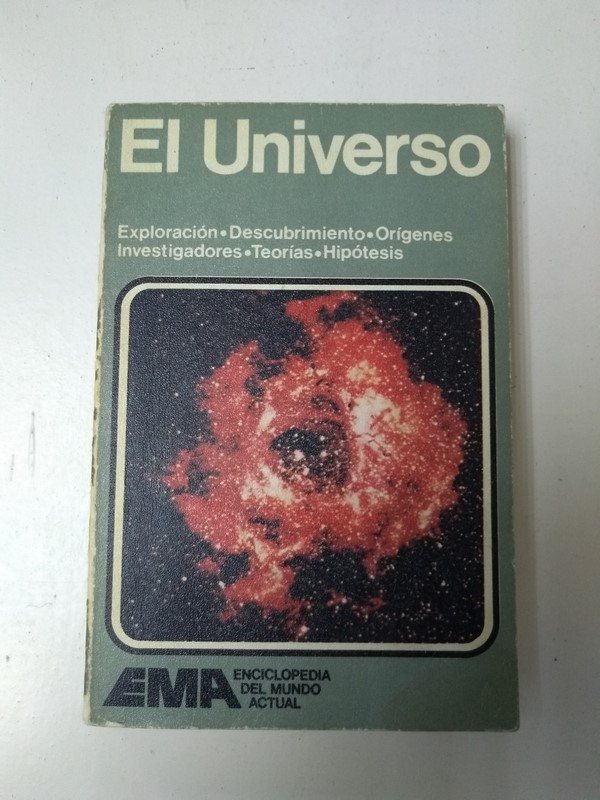 El Universo
Exploración•Descubrimiento•Orígenes
Investigadores•Teorías•Hipótesis
EMA
ENCICLOPEDIA
DEL MUNDO
ACTUAL